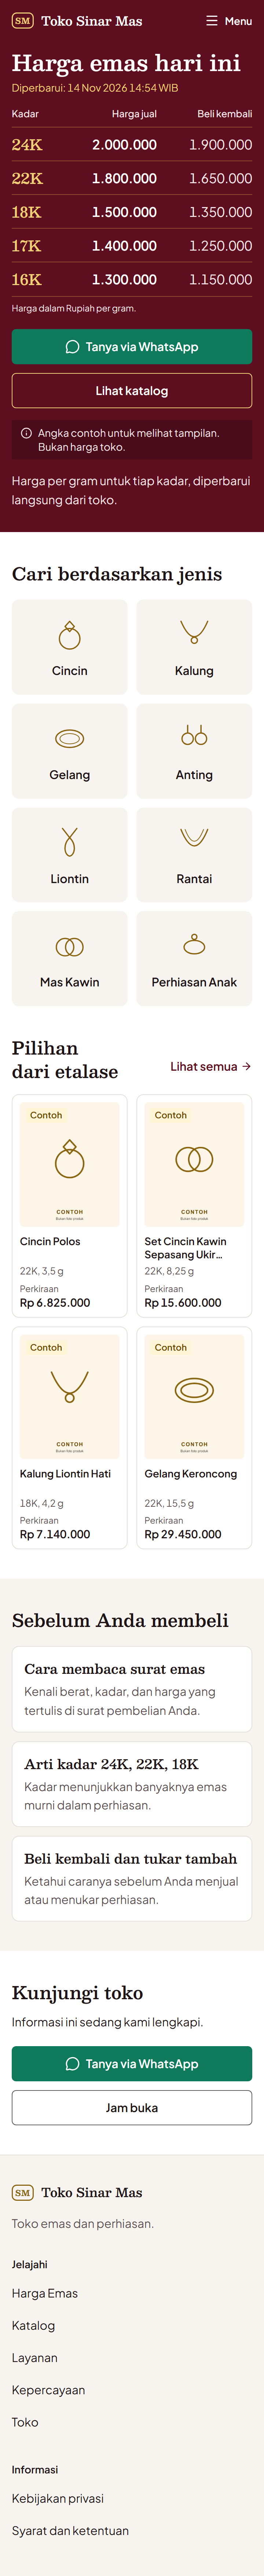 SM Toko Sinar Mas Menu
Harga emas hari ini
Diperbarui: 14 Nov 2026 14:54 WIB
Kadar Harga jual Beli kembali
24K 2.000.000 1.900.000
22K 1.800.000 1.650.000
18K 1.500.000 1.350.000
17K 1.400.000 1.250.000
16K 1.300.000 1.150.000
Harga dalam Rupiah per gram.
Tanya via WhatsApp
Lihat katalog
Angka contoh untuk melihat tampilan.
Bukan harga toko.
Harga per gram untuk tiap kadar, diperbarui
langsung dari toko.
Cari berdasarkan jenis
Cincin Kalung
Gelang Anting
Liontin Rantai
Mas Kawin Perhiasan Anak
Pilihan
dari etalase
Lihat semua →
Contoh
CONTOH
Bukan foto produk
Cincin Polos
22K, 3,5 g
Perkiraan
Rp 6.825.000
Contoh
CONTOH
Bukan foto produk
Set Cincin Kawin
Sepasang Ukir...
22K, 8,25 g
Perkiraan
Rp 15.600.000
Contoh
CONTOH
Bukan foto produk
Kalung Liontin Hati
18K, 4,2 g
Perkiraan
Rp 7.140.000
Contoh
CONTOH
Bukan foto produk
Gelang Keroncong
22K, 15,5 g
Perkiraan
Rp 29.450.000
Sebelum Anda membeli
Cara membaca surat emas
Kenali berat, kadar, dan harga yang
tertulis di surat pembelian Anda.
Arti kadar 24K, 22K, 18K
Kadar menunjukkan banyaknya emas
murni dalam perhiasan.
Beli kembali dan tukar tambah
Ketahui caranya sebelum Anda menjual
atau menukar perhiasan.
Kunjungi toko
Informasi ini sedang kami lengkapi.
Tanya via WhatsApp
Jam buka
SM Toko Sinar Mas
Toko emas dan perhiasan.
Jelajahi
Harga Emas
Katalog
Layanan
Kepercayaan
Toko
Informasi
Kebijakan privasi
Syarat dan ketentuan